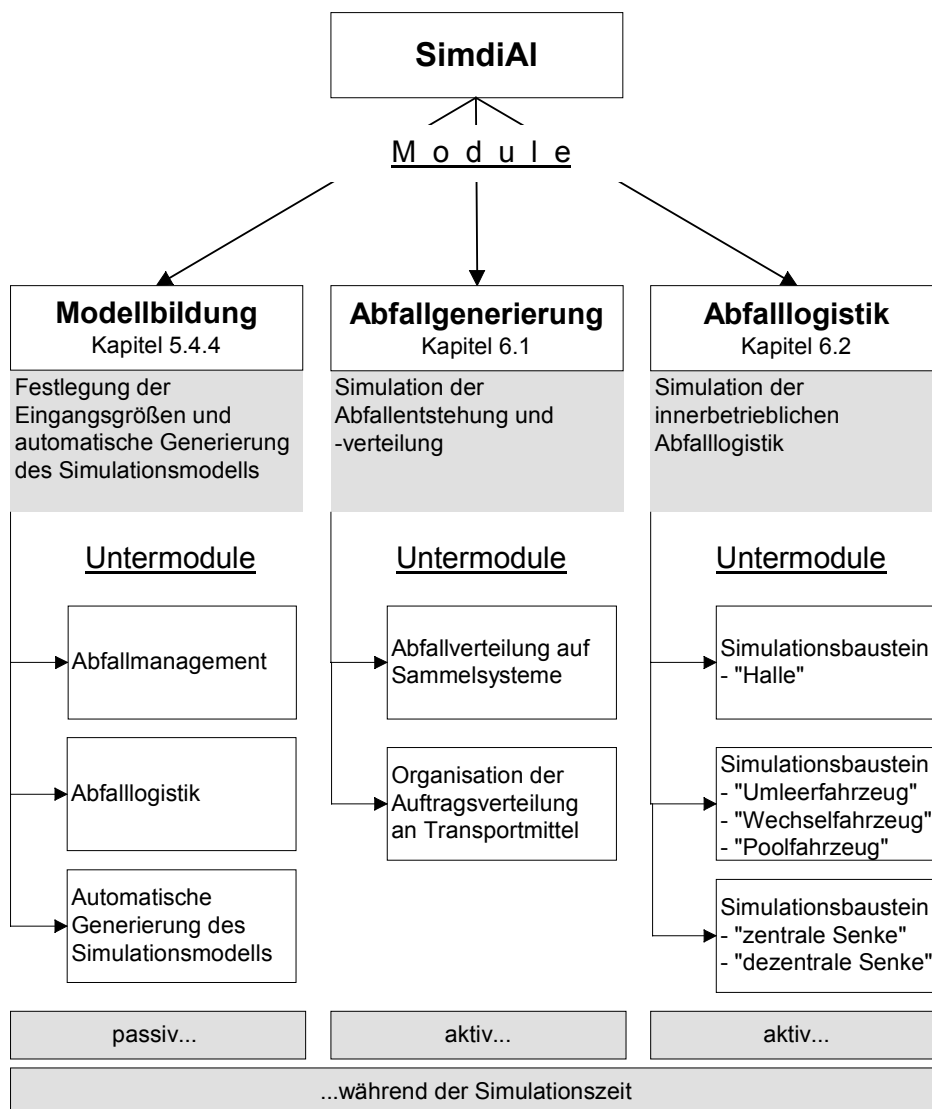 SimdiAl
Module
Modellbildung
Kapitel 5.4.4
Festlegung der
Eingangsgrößen und
automatische Generierung
des Simulationsmodells
Untermodule
Abfallmanagement
Abfalllogistik
Automatische
Generierung des
Simulationsmodells
passiv...
Abfallgenerierung
Kapitel 6.1
Simulation der
Abfallentstehung und
-verteilung
Untermodule
Abfallverteilung auf
Sammelsysteme
Organisation der
Auftragsverteilung
an Transportmittel
aktiv...
Abfalllogistik
Kapitel 6.2
Simulation der
innerbetrieblichen
Abfalllogistik
Untermodule
Simulationsbaustein
- "Halle"
Simulationsbaustein
- "Umleerfahrzeug"
- "Wechselfahrzeug"
- "Poolfahrzeug"
Simulationsbaustein
- "zentrale Senke"
- "dezentrale Senke"
aktiv...
...während der Simulationszeit